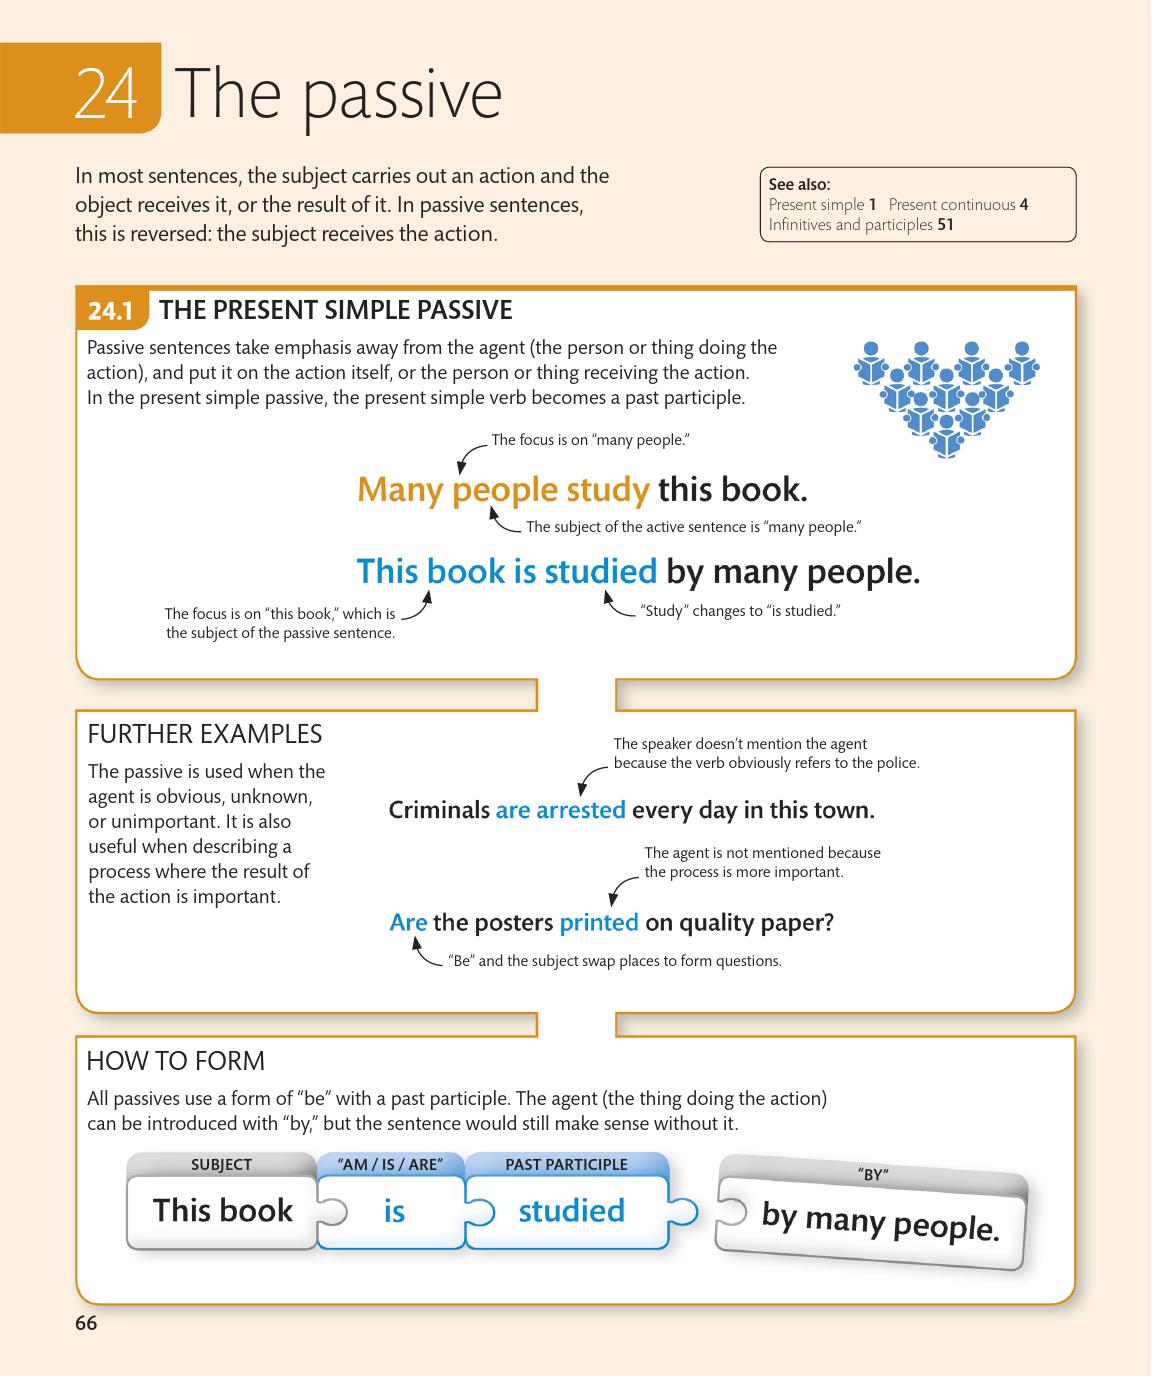 24 The passive
In most sentences, the subject carries out an action and the
object receives it, or the result of it. In passive sentences,
this is reversed: the subject receives the action.
See also:
Present simple 1 Present continuous 4
Infinitives and participles 51
24.1 THE PRESENT SIMPLE PASSIVE
Passive sentences take emphasis away from the agent (the person or thing doing the
action), and put it on the action itself, or the person or thing receiving the action.
In the present simple passive, the present simple verb becomes a past participle.
The focus is on “many people.”
Many people study this book.
The subject of the active sentence is “many people.”
This book is studied by many people.
The focus is on “this book,” which is
the subject of the passive sentence.
“Study” changes to “is studied.”
FURTHER EXAMPLES
The passive is used when the
agent is obvious, unknown,
or unimportant. It is also
useful when describing a
process where the result of
the action is important.
The speaker doesn’t mention the agent
because the verb obviously refers to the police.
Criminals are arrested every day in this town.
The agent is not mentioned because
the process is more important.
Are the posters printed on quality paper?
“Be” and the subject swap places to form questions.
HOW TO FORM
All passives use a form of “be” with a past participle. The agent (the thing doing the action)
can be introduced with “by,” but the sentence would still make sense without it.
SUBJECT “AM / IS / ARE” PAST PARTICIPLE “BY”
This book is studied by many people.
66